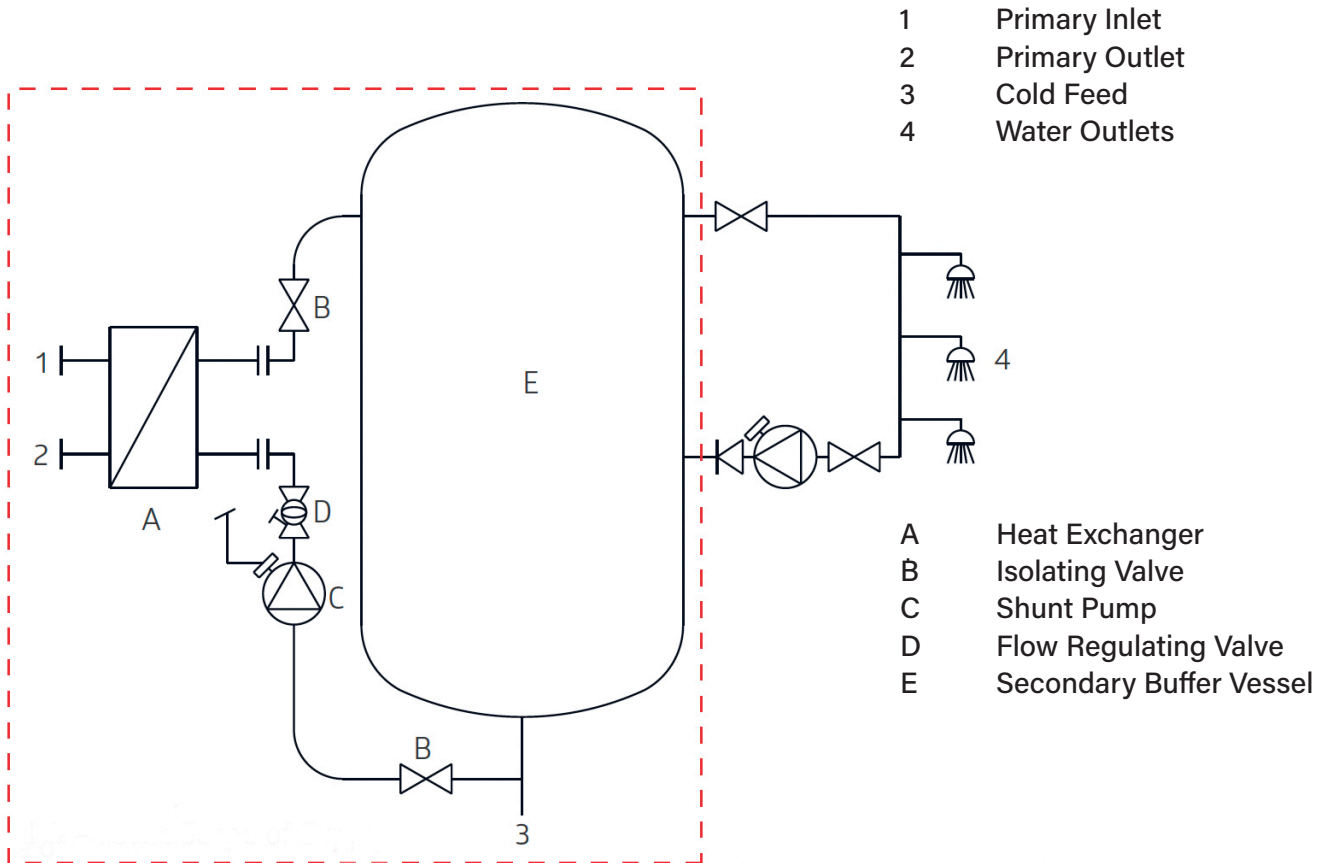 1 Primary Inlet
2 Primary Outlet
3 Cold Feed
4 Water Outlets
B
1
E
4
2
D
A
C
B
3
A Heat Exchanger
B Isolating Valve
C Shunt Pump
D Flow Regulating Valve
E Secondary Buffer Vessel